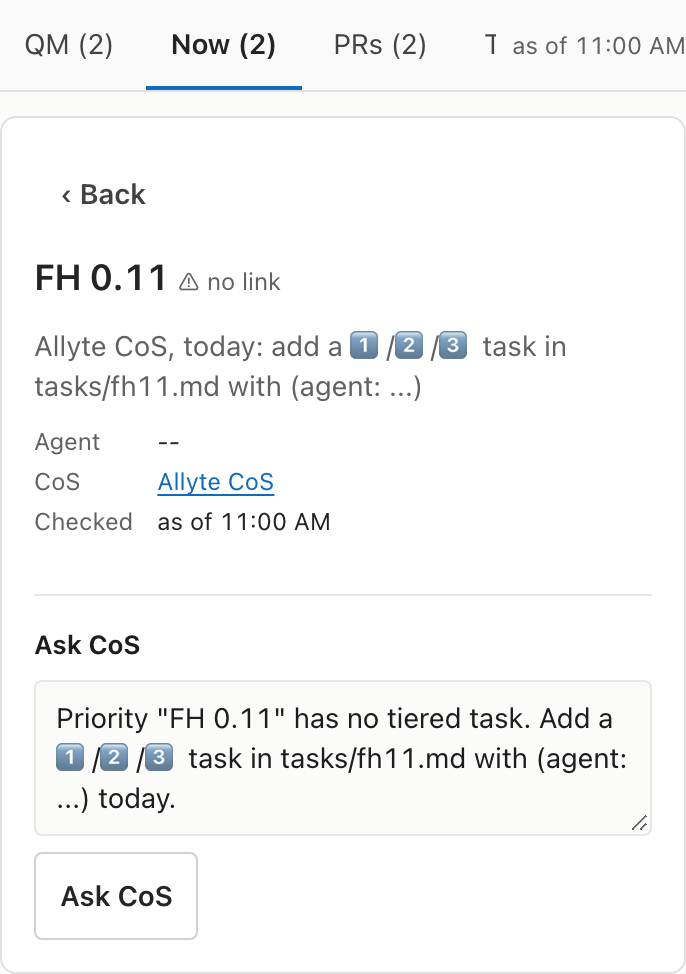 QM (2) Now (2) PRs (2) T as of 11:00 AM
‹ Back
FH 0.11 ⚠ no link
Allyte CoS, today: add a 1️⃣ /2️⃣ /3️⃣ task in
tasks/fh11.md with (agent: ...)
Agent --
CoS Allyte CoS
Checked as of 11:00 AM
Ask CoS
Priority "FH 0.11" has no tiered task. Add a
1️⃣ /2️⃣ /3️⃣ task in tasks/fh11.md with (agent:
...) today.
Ask CoS